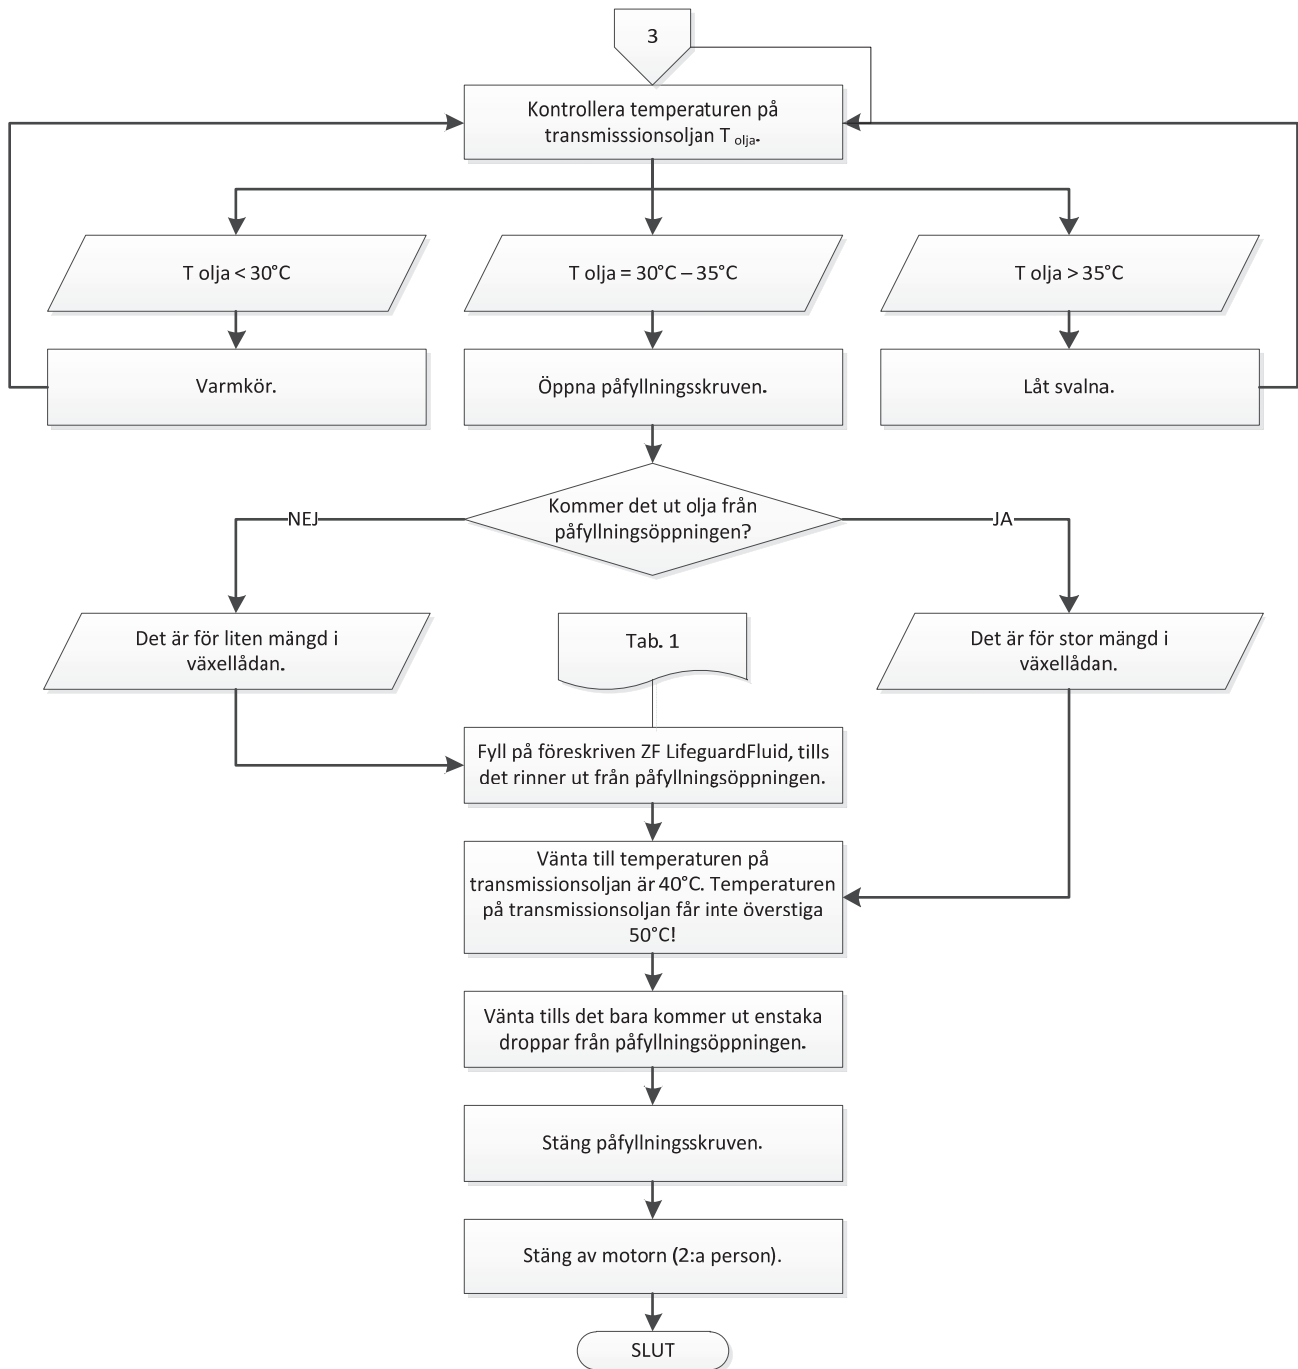 3
Kontrollera temperaturen på
transmisssionsoljan T olja.
T olja < 30°C
T olja = 30°C – 35°C
T olja > 35°C
Varmkör.
Öppna påfyllningsskruven.
Låt svalna.
Kommer det ut olja från
påfyllningsöppningen?
NEJ
JA
Det är för liten mängd i
växellådan.
Tab. 1
Det är för stor mängd i
växellådan.
Fyll på föreskriven ZF LifeguardFluid, tills
det rinner ut från påfyllningsöppningen.
Vänta till temperaturen på
transmissionsoljan är 40°C. Temperaturen
på transmissionsoljan får inte överstiga
50°C!
Vänta tills det bara kommer ut enstaka
droppar från påfyllningsöppningen.
Stäng påfyllningsskruven.
Stäng av motorn (2:a person).
SLUT